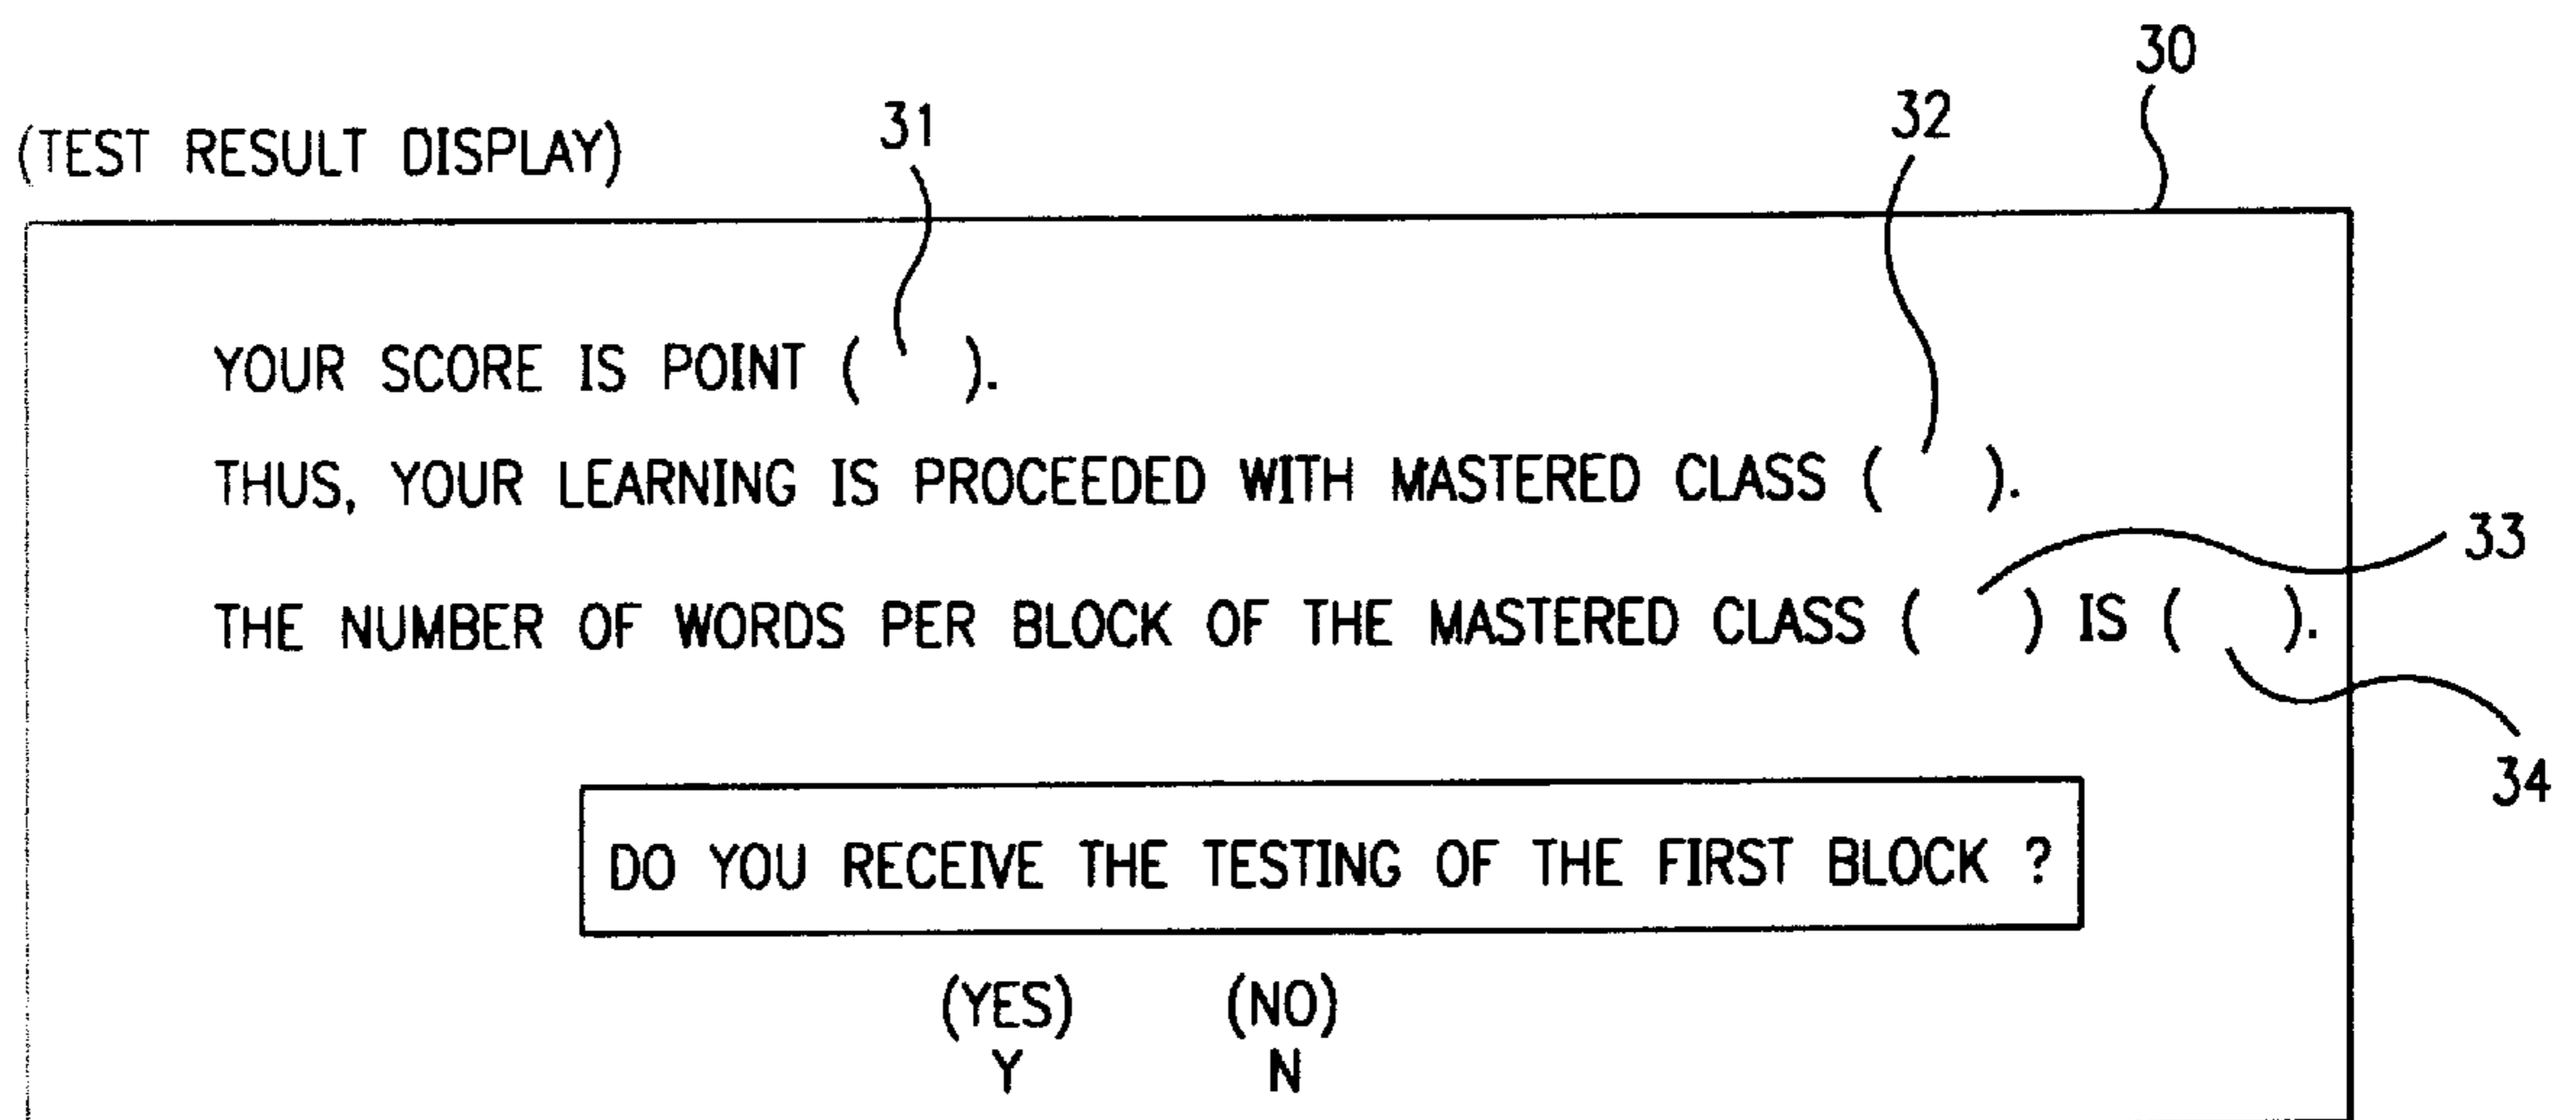 30
31
32
(TEST RESULT DISPLAY)
YOUR SCORE IS POINT (   ).
THUS, YOUR LEARNING IS PROCEEDED WITH MASTERED CLASS (   ).
33
THE NUMBER OF WORDS PER BLOCK OF THE MASTERED CLASS (   ) IS (   ).
34
DO YOU RECEIVE THE TESTING OF THE FIRST BLOCK ?
(YES) (NO)
Y N